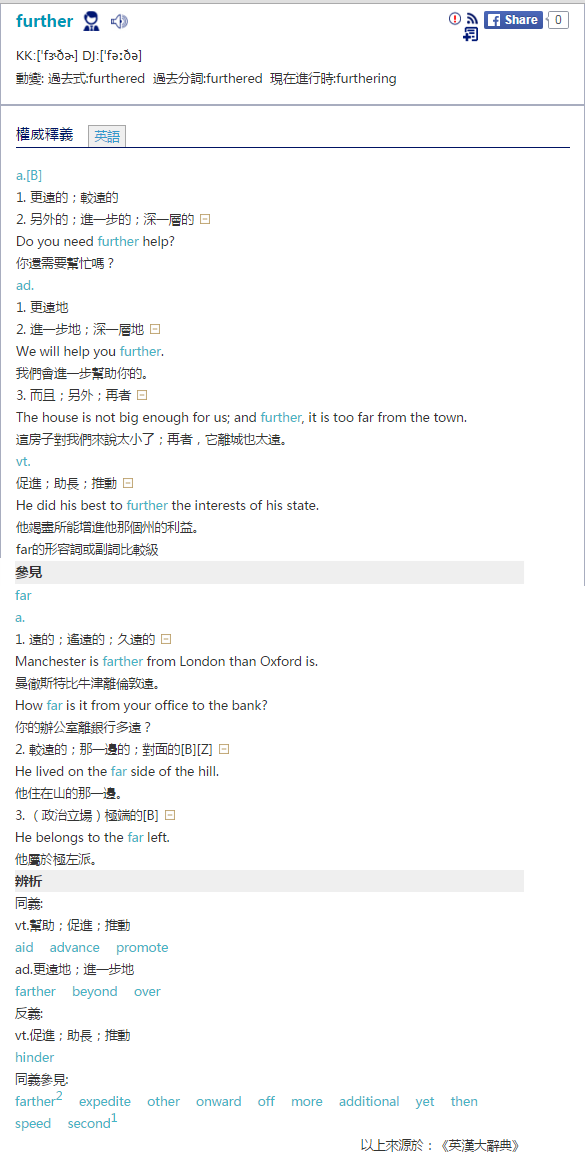 further Share 0
KK:[ˋfɝðɚ] DJ:[ˋfəːðə]
動變: 過去式:furthered 過去分詞:furthered 現在進行時:furthering
權威釋義 英語
a.[B]
1. 更遠的；較遠的
2. 另外的；進一步的；深一層的
Do you need further help?
你還需要幫忙嗎？
ad.
1. 更遠地
2. 進一步地；深一層地
We will help you further.
我們會進一步幫助你的。
3. 而且；另外；再者
The house is not big enough for us; and further, it is too far from the town.
這房子對我們來說太小了；再者，它離城也太遠。
vt.
促進；助長；推動
He did his best to further the interests of his state.
他竭盡所能增進他那個州的利益。
far的形容詞或副詞比較級
參見
far
a.
1. 遠的；遙遠的；久遠的
Manchester is farther from London than Oxford is.
曼徹斯特比牛津離倫敦遠。
How far is it from your office to the bank?
你的辦公室離銀行多遠？
2. 較遠的；那一邊的；對面的[B][Z]
He lived on the far side of the hill.
他住在山的那一邊。
3. （政治立場）極端的[B]
He belongs to the far left.
他屬於極左派。
辨析
同義:
vt.幫助；促進；推動
aid advance promote
ad.更遠地；進一步地
farther beyond over
反義:
vt.促進；助長；推動
hinder
同義參見:
farther2 expedite other onward off more additional yet then
speed second1
以上來源於：《英漢大辭典》